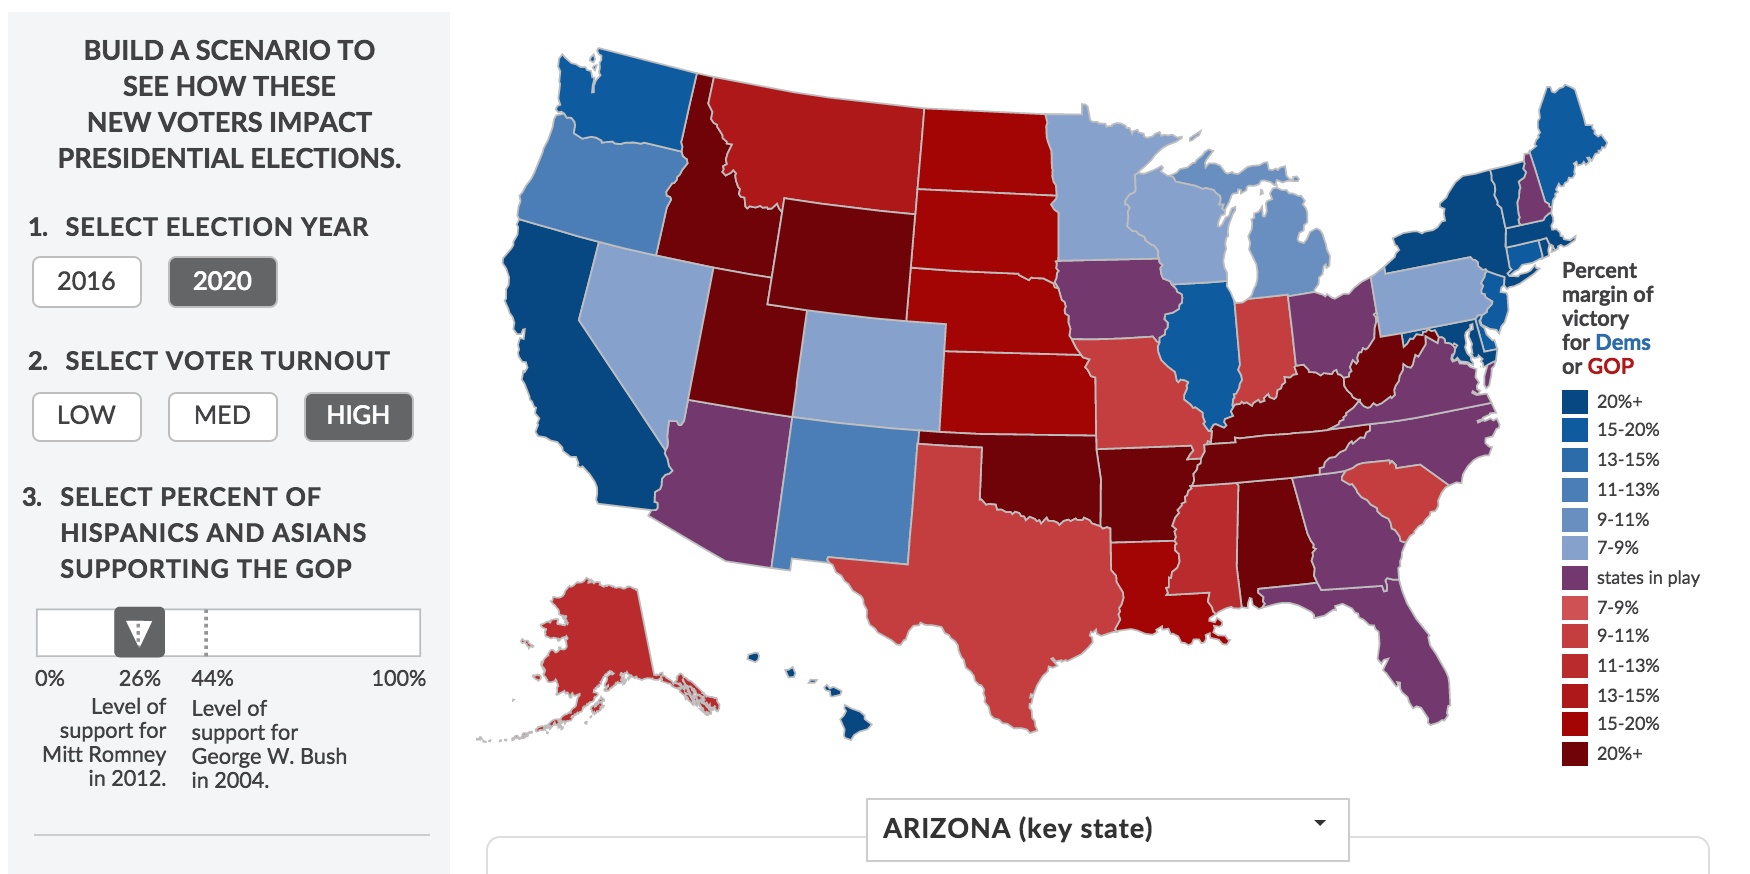 BUILD A SCENARIO TO
SEE HOW THESE
NEW VOTERS IMPACT
PRESIDENTIAL ELECTIONS.
1. SELECT ELECTION YEAR
2016 2020
2. SELECT VOTER TURNOUT
LOW MED HIGH
3. SELECT PERCENT OF
HISPANICS AND ASIANS
SUPPORTING THE GOP
0% 26% 44% 100%
Level of
support for
Mitt Romney
in 2012.
Level of
support for
George W. Bush
in 2004.
Percent
margin of
victory
for Dems
or GOP
20%+
15-20%
13-15%
11-13%
9-11%
7-9%
states in play
7-9%
9-11%
11-13%
13-15%
15-20%
20%+
ARIZONA (key state)